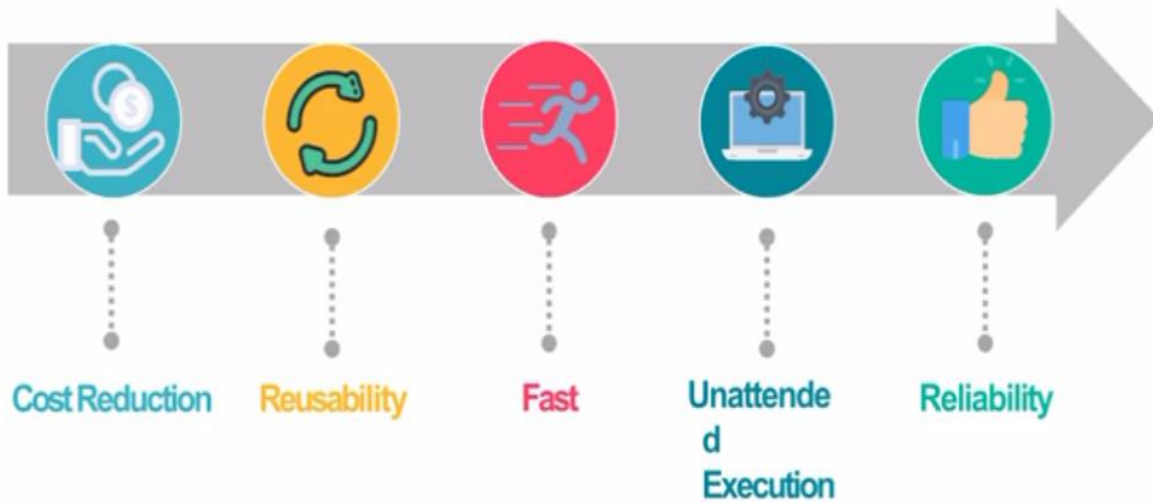 $
Cost Reduction
Reusability
Fast
Unattende
d
Execution
Reliability